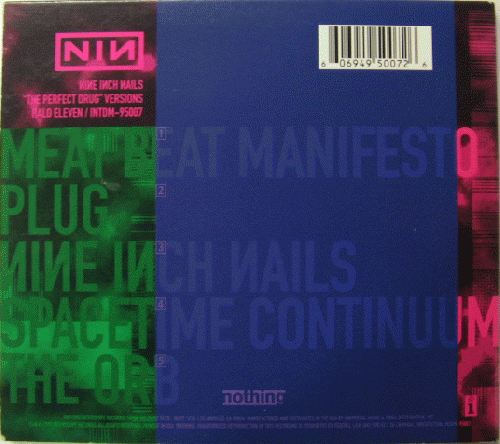 NIN
NINE INCH NAILS
"THE PERFECT DRUG" VERSIONS
HALO ELEVEN / INTDM-95007
6 06949 50072 6
1
MEAT BEAT MANIFESTO
2
PLUG
3
NINE INCH NAILS
4
SPACETIME CONTINUUM
5
THE ORB
nothing
i